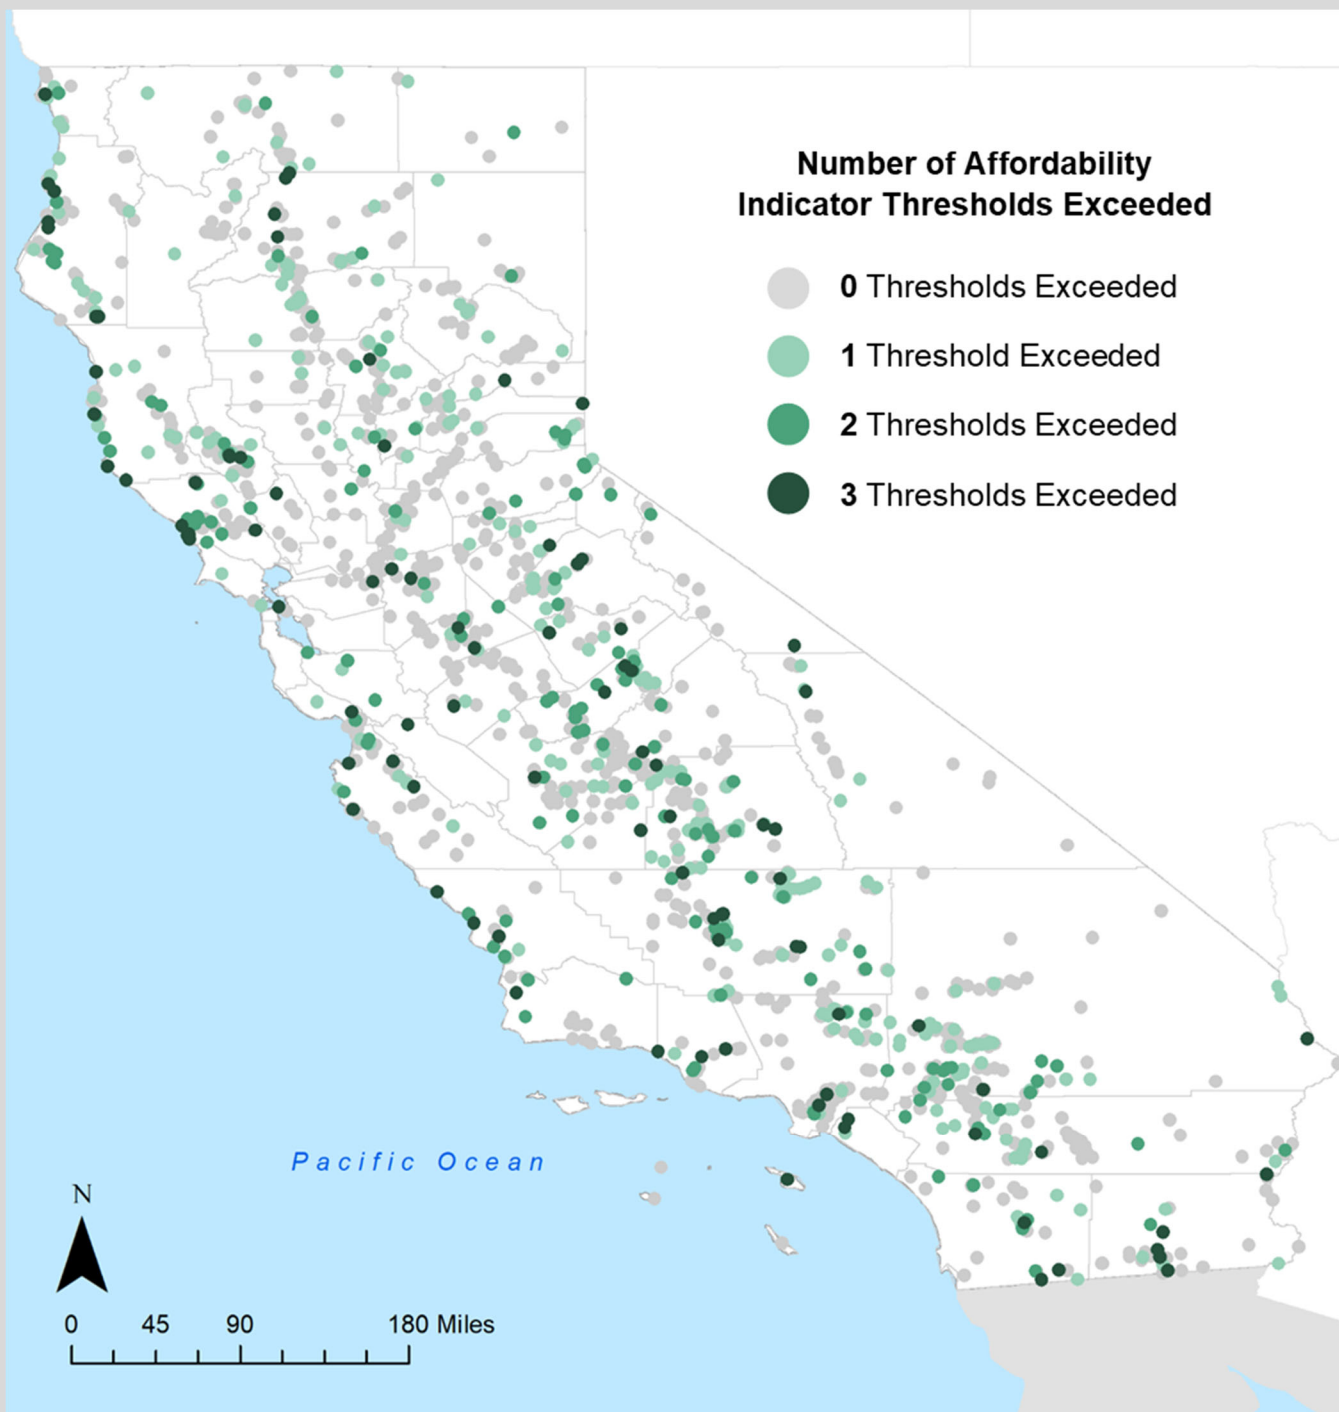 Number of Affordability
Indicator Thresholds Exceeded
0 Thresholds Exceeded
1 Threshold Exceeded
2 Thresholds Exceeded
3 Thresholds Exceeded
Pacific Ocean
N
0 45 90 180 Miles